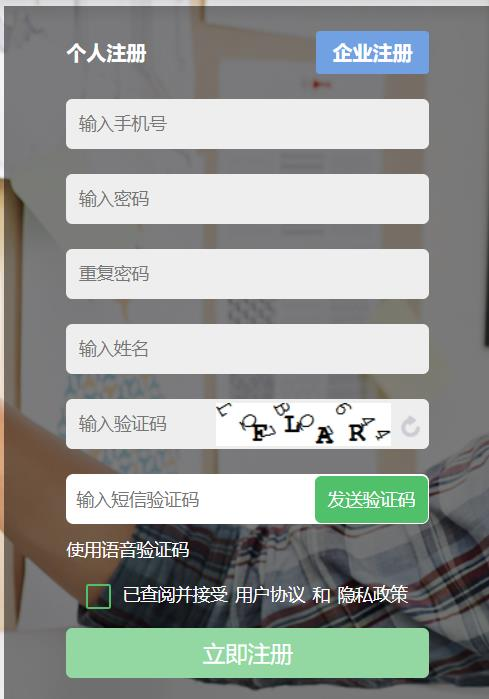 个人注册 企业注册
输入手机号
输入密码
重复密码
输入姓名
输入验证码 FLAR
输入短信验证码 发送验证码
使用语音验证码
已查阅并接受 用户协议 和 隐私政策
立即注册